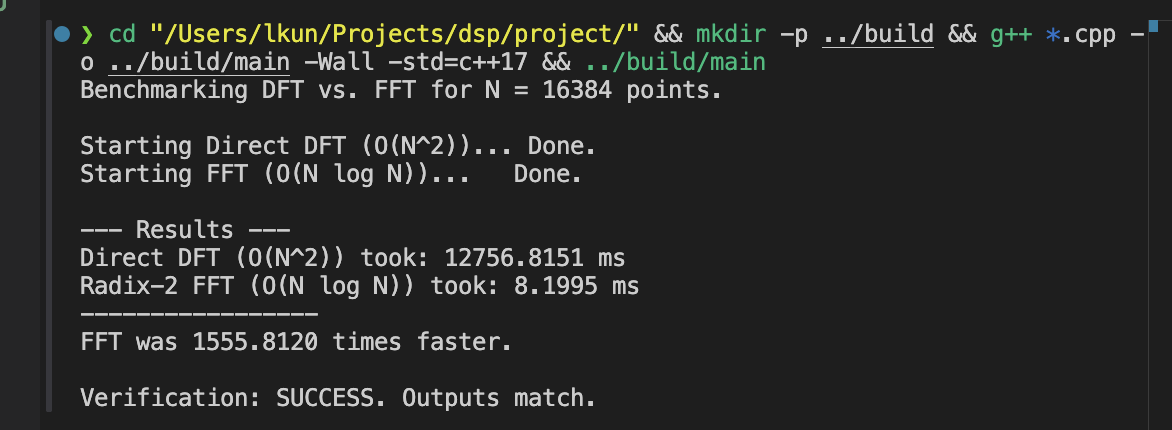 ❯ cd "/Users/lkun/Projects/dsp/project/" && mkdir -p ../build && g++ *.cpp -
o ../build/main -Wall -std=c++17 && ../build/main
Benchmarking DFT vs. FFT for N = 16384 points.
Starting Direct DFT (O(N^2))... Done.
Starting FFT (O(N log N))...   Done.
--- Results ---
Direct DFT (O(N^2)) took: 12756.8151 ms
Radix-2 FFT (O(N log N)) took: 8.1995 ms
-----------------
FFT was 1555.8120 times faster.
Verification: SUCCESS. Outputs match.